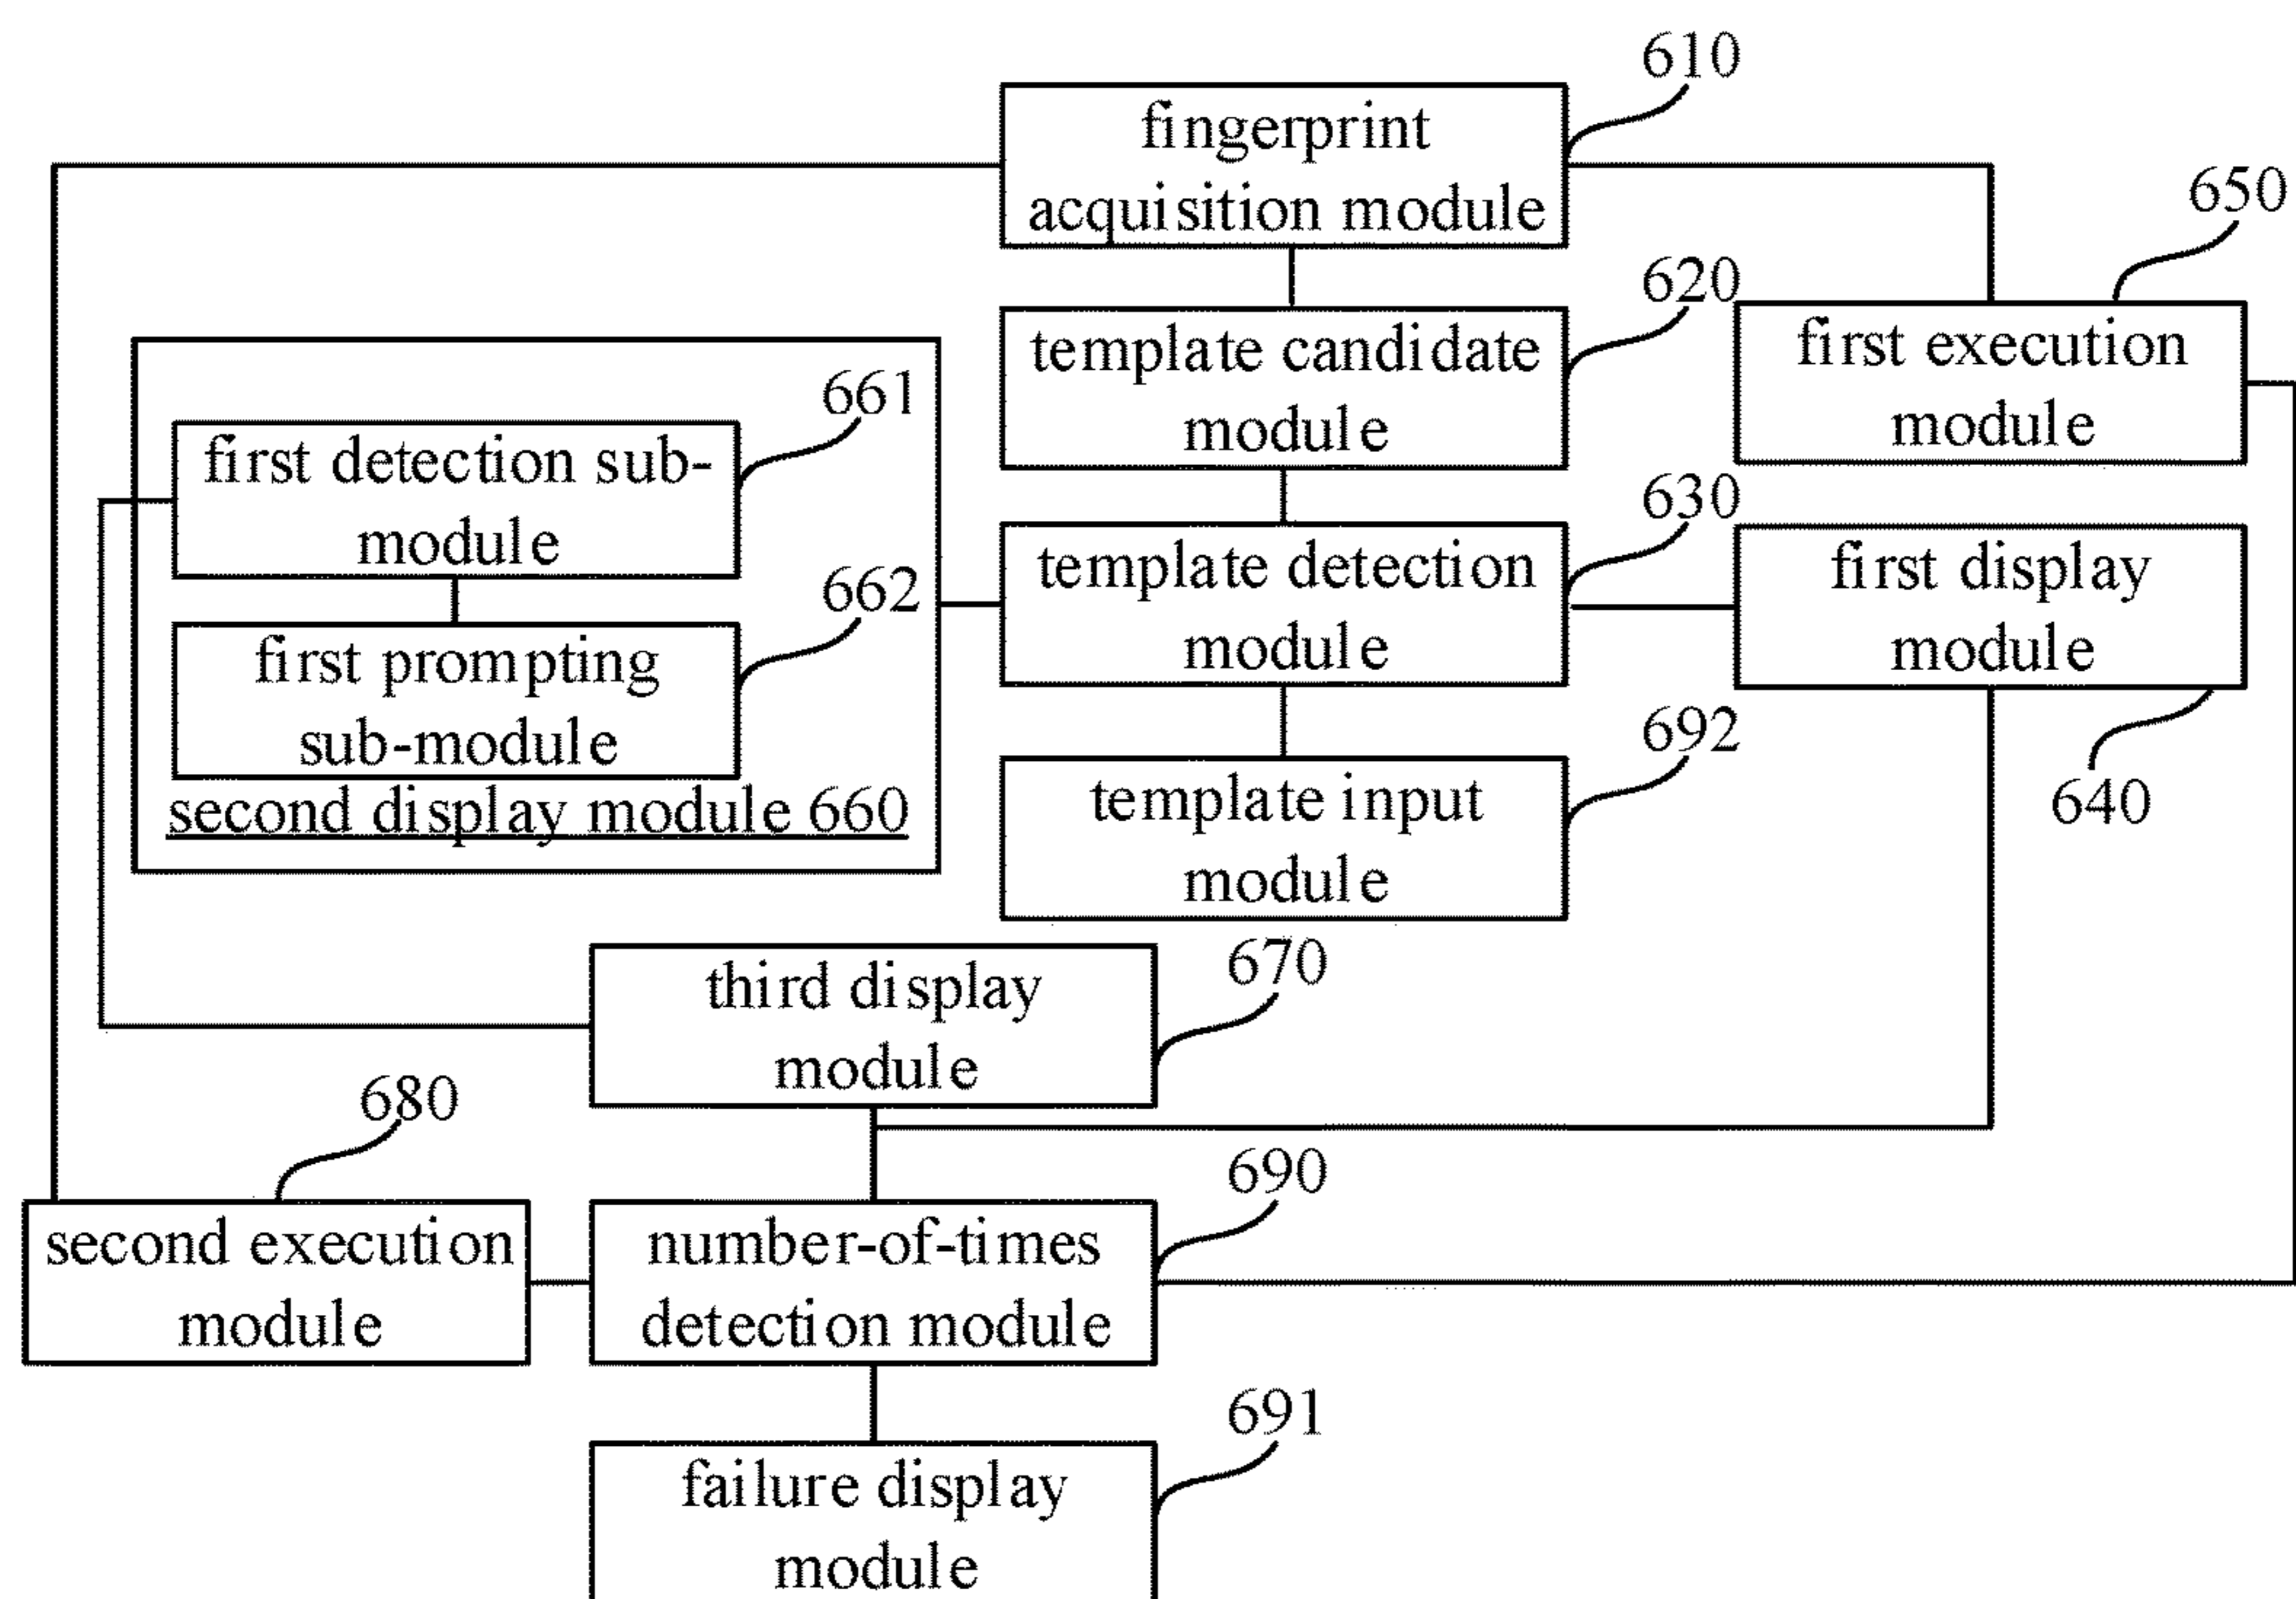 610
fingerprint
acquisition module
650
620
template candidate
module
first execution
module
661
first detection sub-
module
630
template detection
module
first display
module
662
first prompting
sub-module
second display module 660
692
template input
module
640
third display
module
670
680
690
second execution
module
number-of-times
detection module
691
failure display
module